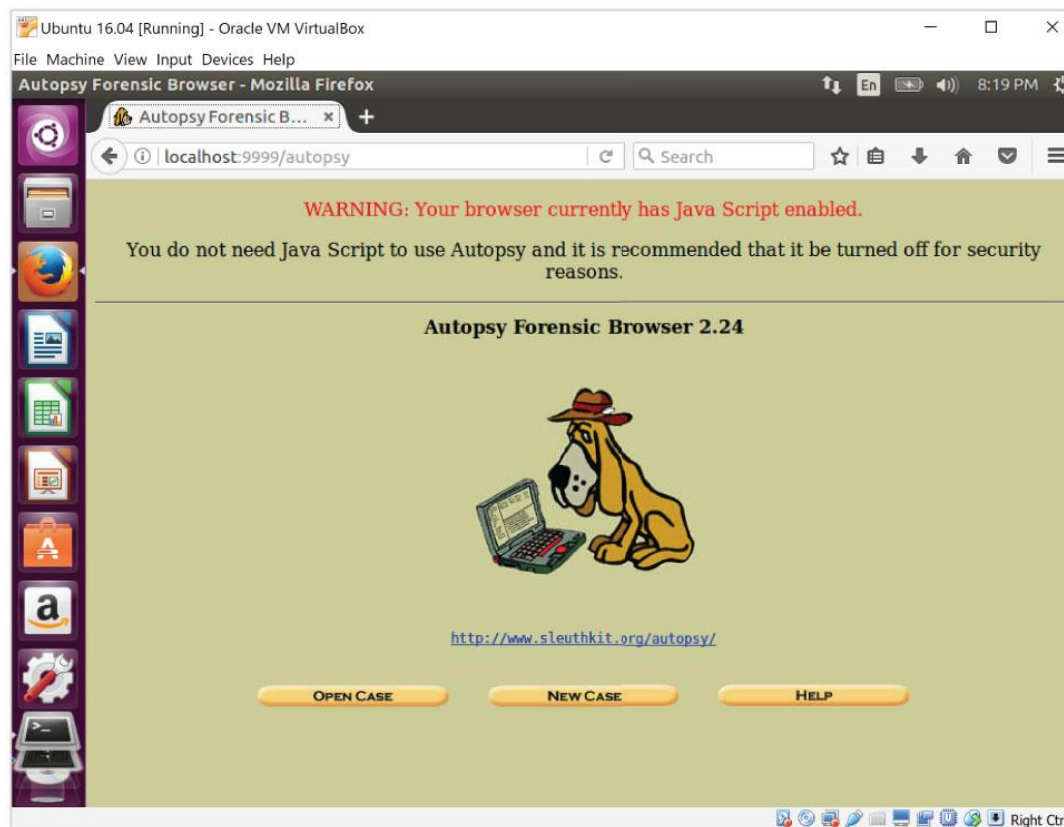 Ubuntu 16.04 [Running] - Oracle VM VirtualBox
File Machine View Input Devices Help
Autopsy Forensic Browser - Mozilla Firefox
En
8:19 PM
Autopsy Forensic B...
localhost:9999/autopsy
Search
WARNING: Your browser currently has Java Script enabled.
You do not need Java Script to use Autopsy and it is recommended that it be turned off for security
reasons.
Autopsy Forensic Browser 2.24
http://www.sleuthkit.org/autopsy/
OPEN CASE
NEW CASE
HELP
Right Ctr